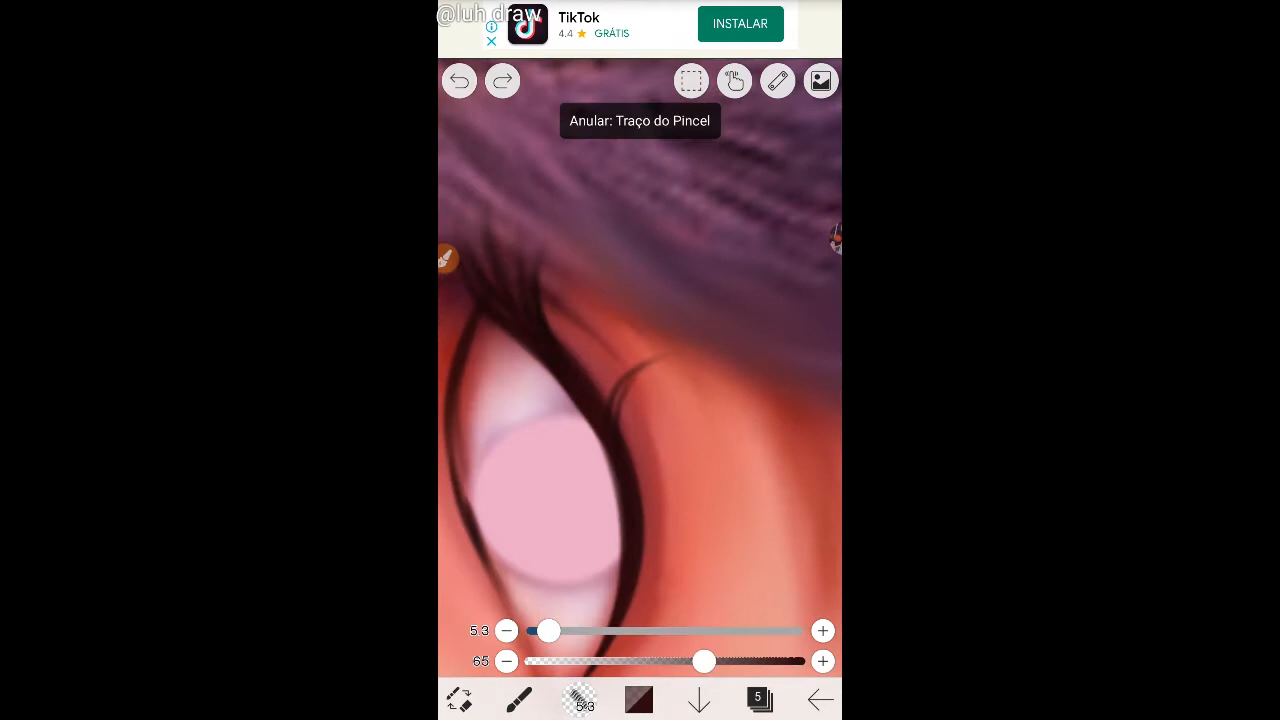 @luh draw
TikTok
4.4 GRÁTIS
INSTALAR
Anular: Traço do Pincel
5.3
65
5.3
5